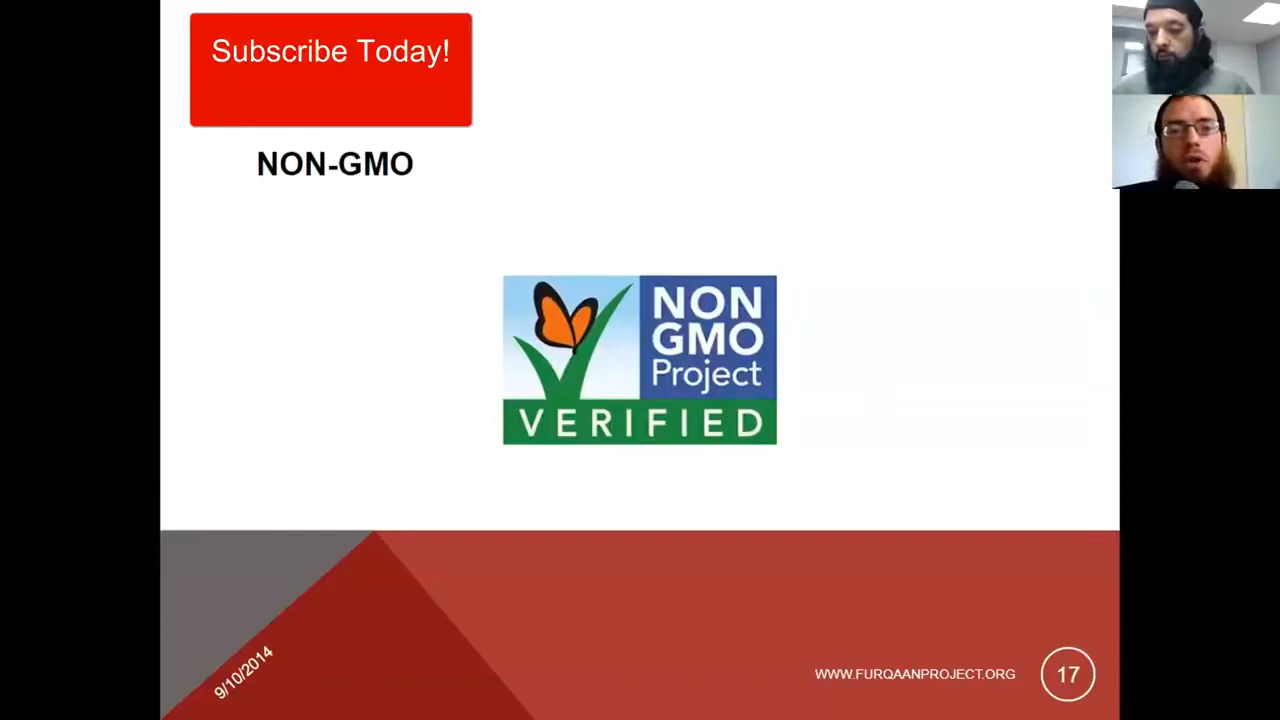 Subscribe Today!
NON-GMO
NON
GMO
Project
VERIFIED
9/10/2014
WWW.FURQAANPROJECT.ORG
17